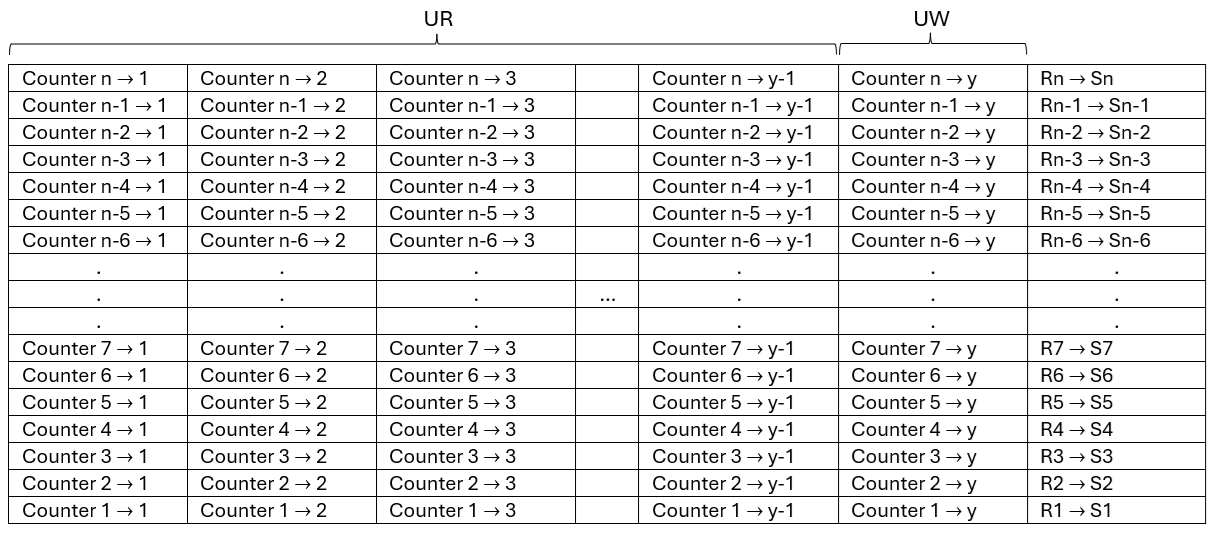 UR UW
Counter n → 1 Counter n → 2 Counter n → 3 Counter n → y-1 Counter n → y Rn → Sn
Counter n-1 → 1 Counter n-1 → 2 Counter n-1 → 3 Counter n-1 → y-1 Counter n-1 → y Rn-1 → Sn-1
Counter n-2 → 1 Counter n-2 → 2 Counter n-2 → 3 Counter n-2 → y-1 Counter n-2 → y Rn-2 → Sn-2
Counter n-3 → 1 Counter n-3 → 2 Counter n-3 → 3 Counter n-3 → y-1 Counter n-3 → y Rn-3 → Sn-3
Counter n-4 → 1 Counter n-4 → 2 Counter n-4 → 3 Counter n-4 → y-1 Counter n-4 → y Rn-4 → Sn-4
Counter n-5 → 1 Counter n-5 → 2 Counter n-5 → 3 Counter n-5 → y-1 Counter n-5 → y Rn-5 → Sn-5
Counter n-6 → 1 Counter n-6 → 2 Counter n-6 → 3 Counter n-6 → y-1 Counter n-6 → y Rn-6 → Sn-6
. . . . . .
. . . ... . . .
. . . . . .
Counter 7 → 1 Counter 7 → 2 Counter 7 → 3 Counter 7 → y-1 Counter 7 → y R7 → S7
Counter 6 → 1 Counter 6 → 2 Counter 6 → 3 Counter 6 → y-1 Counter 6 → y R6 → S6
Counter 5 → 1 Counter 5 → 2 Counter 5 → 3 Counter 5 → y-1 Counter 5 → y R5 → S5
Counter 4 → 1 Counter 4 → 2 Counter 4 → 3 Counter 4 → y-1 Counter 4 → y R4 → S4
Counter 3 → 1 Counter 3 → 2 Counter 3 → 3 Counter 3 → y-1 Counter 3 → y R3 → S3
Counter 2 → 1 Counter 2 → 2 Counter 2 → 3 Counter 2 → y-1 Counter 2 → y R2 → S2
Counter 1 → 1 Counter 1 → 2 Counter 1 → 3 Counter 1 → y-1 Counter 1 → y R1 → S1